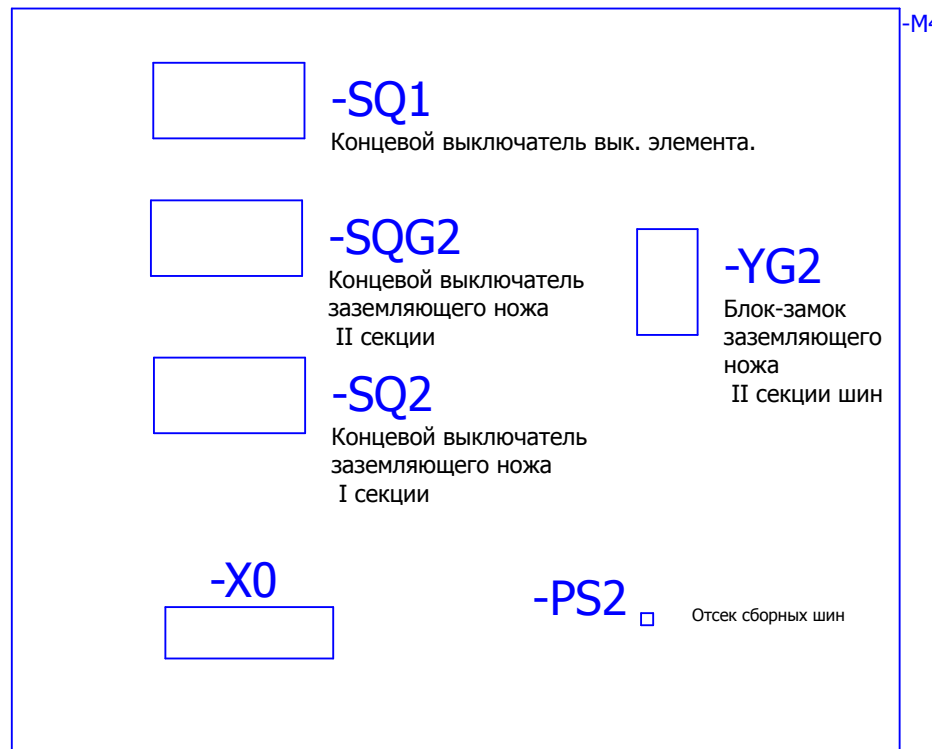 -M4
-SQ1
Концевой выключатель вык. элемента.
-SQG2
Концевой выключатель
заземляющего ножа
II секции
-YG2
Блок-замок
заземляющего
ножа
II секции шин
-SQ2
Концевой выключатель
заземляющего ножа
I секции
-X0
-PS2
Отсек сборных шин